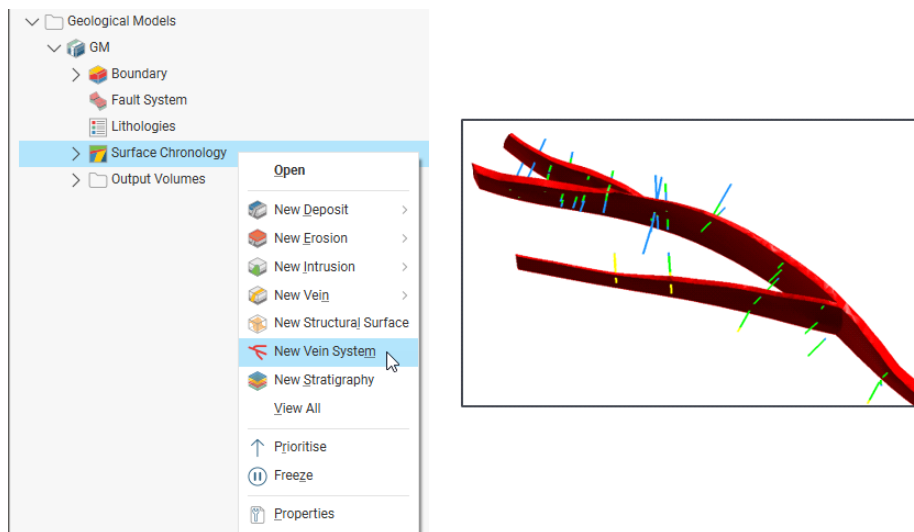 Geological Models
GM
Boundary
Fault System
Lithologies
Surface Chronology
Output Volumes
Open
New Deposit
New Erosion
New Intrusion
New Vein
New Structural Surface
New Vein System
New Stratigraphy
View All
Prioritise
Freeze
Properties